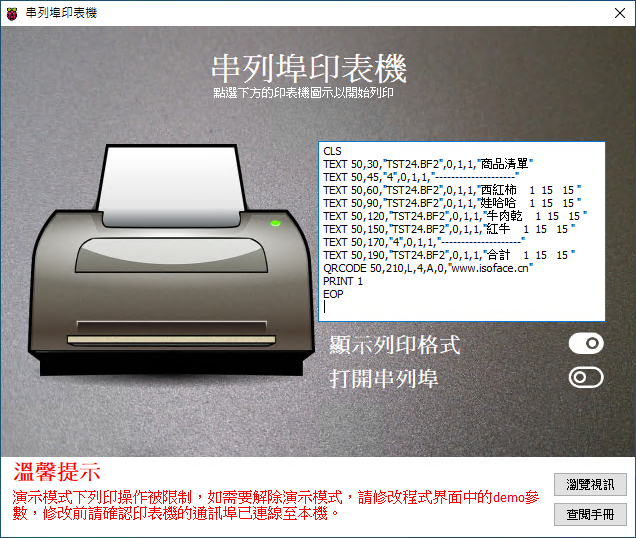 串列埠印表機
串列埠印表機
點選下方的印表機圖示以開始列印
CLS
TEXT 50,30,"TST24.BF2",0,1,1,"商品清單"
TEXT 50,45,"4",0,1,1,"--------------------"
TEXT 50,60,"TST24.BF2",0,1,1,"西紅柿    1  15   15 "
TEXT 50,90,"TST24.BF2",0,1,1,"娃哈哈    1  15   15 "
TEXT 50,120,"TST24.BF2",0,1,1,"牛肉乾    1  15   15 "
TEXT 50,150,"TST24.BF2",0,1,1,"紅牛    1  15   15 "
TEXT 50,170,"4",0,1,1,"--------------------"
TEXT 50,190,"TST24.BF2",0,1,1,"合計    1  15   15 "
QRCODE 50,210,L,4,A,0,"www.isoface.cn"
PRINT 1
EOP
顯示列印格式
打開串列埠
溫馨提示
演示模式下列印操作被限制，如需要解除演示模式，請修改程式界面中的demo參
數，修改前請確認印表機的通訊埠已連線至本機。
瀏覽視訊
查閱手冊